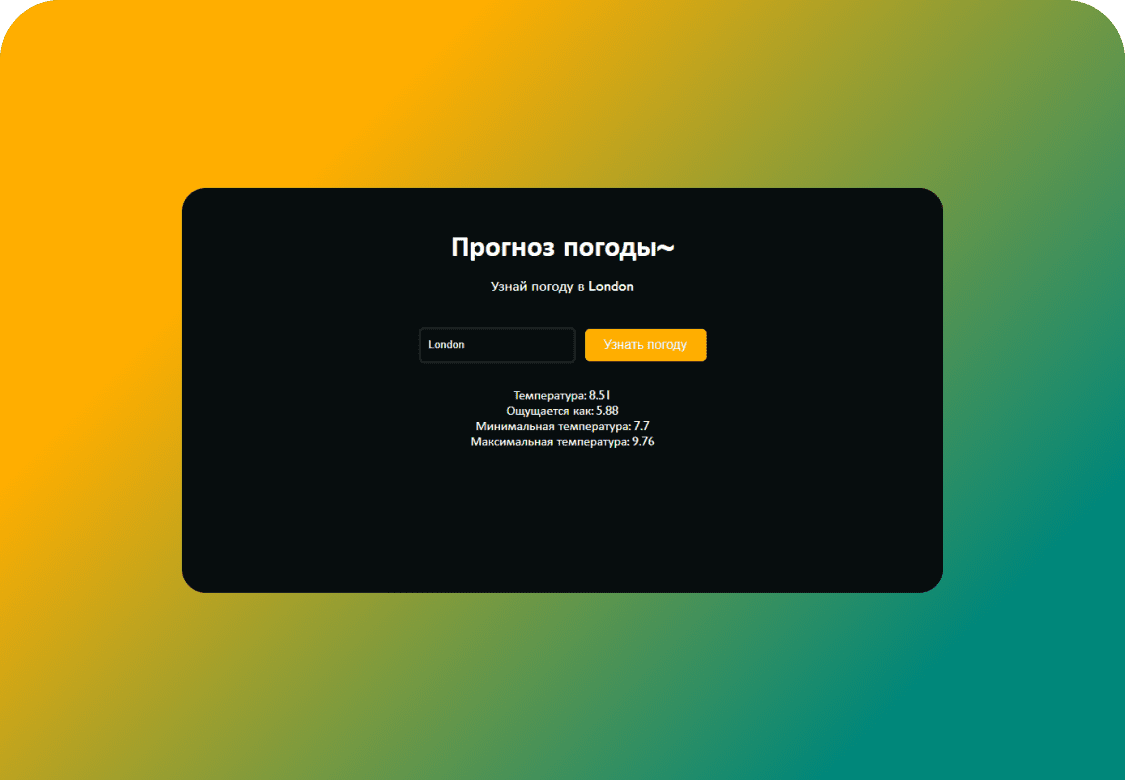 Прогноз погоды~
Узнай погоду в London
London
Узнать погоду
Температура: 8.51
Ощущается как: 5.88
Минимальная температура: 7.7
Максимальная температура: 9.76